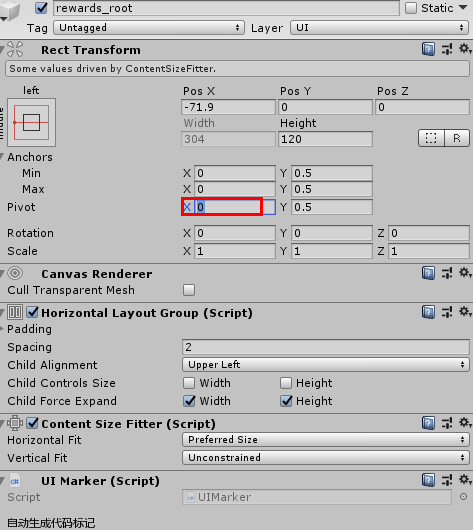 rewards_root Static
Tag Untagged Layer UI
Rect Transform
Some values driven by ContentSizeFitter.
left Pos X Pos Y Pos Z
middle -71.9 0 0
Width Height
304 120 R
Anchors
Min X 0 Y 0.5
Max X 0 Y 0.5
Pivot X 0 Y 0.5
Rotation X 0 Y 0 Z 0
Scale X 1 Y 1 Z 1
Canvas Renderer
Cull Transparent Mesh
Horizontal Layout Group (Script)
Padding
Spacing 2
Child Alignment Upper Left
Child Controls Size Width Height
Child Force Expand Width Height
Content Size Fitter (Script)
Horizontal Fit Preferred Size
Vertical Fit Unconstrained
C# UI Marker (Script)
Script UIMarker
自动生成代码标记